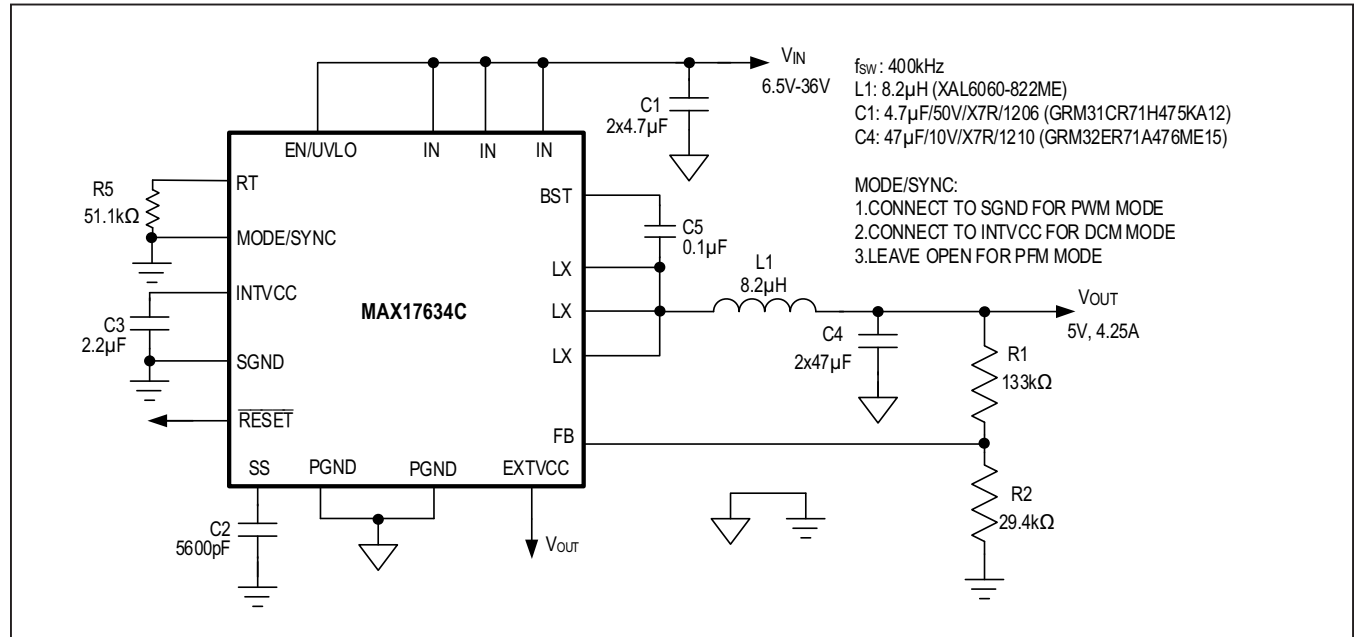 VIN
6.5V-36V
fSW : 400kHz
L1: 8.2µH (XAL6060-822ME)
C1: 4.7µF/50V/X7R/1206 (GRM31CR71H475KA12)
C4: 47µF/10V/X7R/1210 (GRM32ER71A476ME15)
MODE/SYNC:
1.CONNECT TO SGND FOR PWM MODE
2.CONNECT TO INTVCC FOR DCM MODE
3.LEAVE OPEN FOR PFM MODE
C1
2x4.7µF
EN/UVLO
IN
IN
IN
RT
R5
51.1kΩ
MODE/SYNC
INTVCC
C3
2.2µF
SGND
RESET
MAX17634C
BST
C5
0.1µF
LX
LX
LX
L1
8.2µH
VOUT
5V, 4.25A
C4
2x47µF
R1
133kΩ
FB
R2
29.4kΩ
SS
PGND
PGND
EXTVCC
C2
5600pF
VOUT